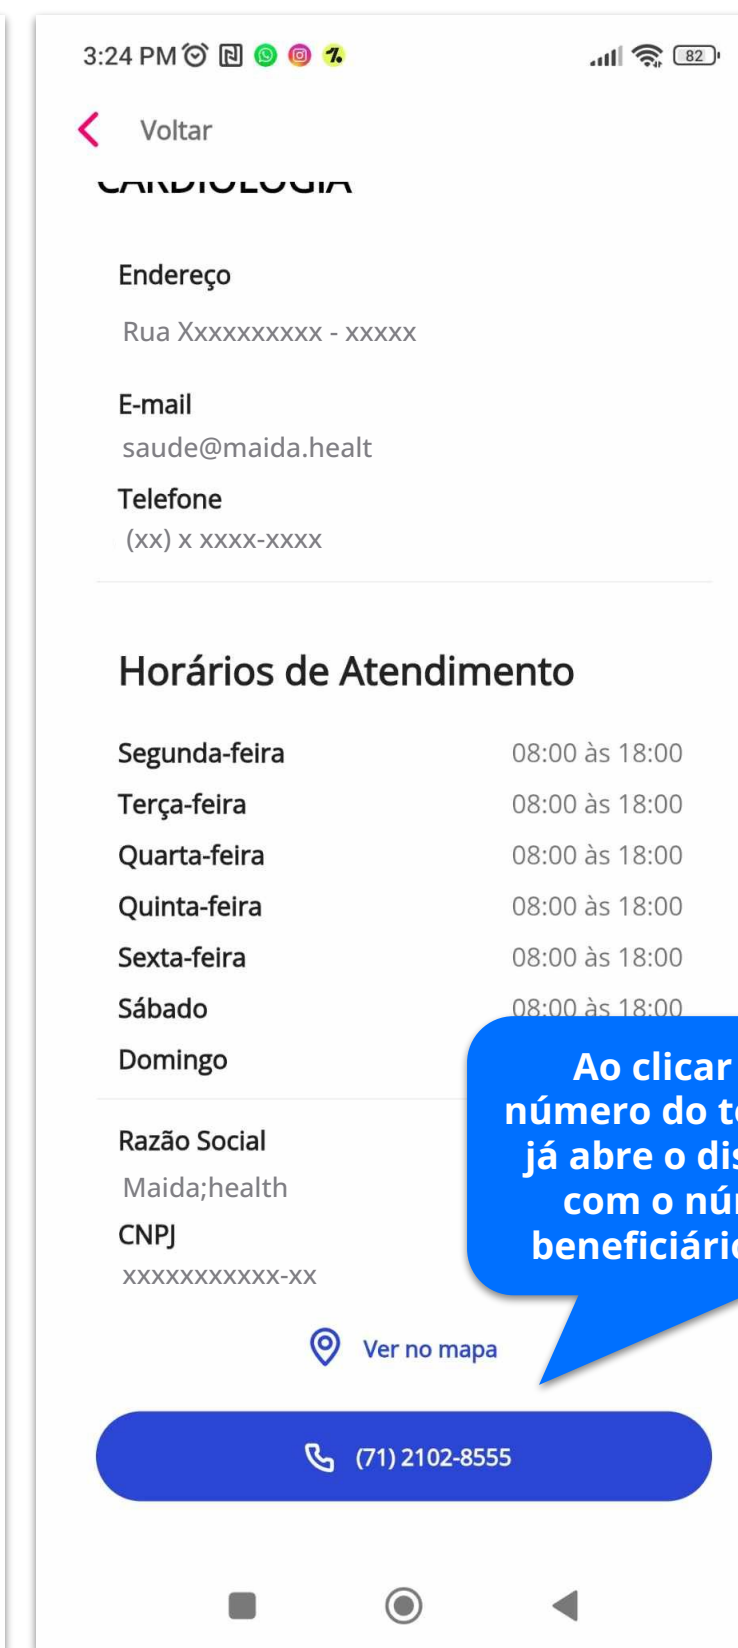 3:24 PM
82
Voltar
CARDIOLOGIA
Endereço
Rua Xxxxxxxxxx - xxxxx
E-mail
saude@maida.healt
Telefone
(xx) x xxxx-xxxx
Horários de Atendimento
Segunda-feira 08:00 às 18:00
Terça-feira 08:00 às 18:00
Quarta-feira 08:00 às 18:00
Quinta-feira 08:00 às 18:00
Sexta-feira 08:00 às 18:00
Sábado 08:00 às 18:00
Domingo
Ao clicar
número do
já abre o
com o
Razão Social
Maida;health
CNPJ
xxxxxxxxxxx-xx
Ver no mapa
(71) 2102-8555